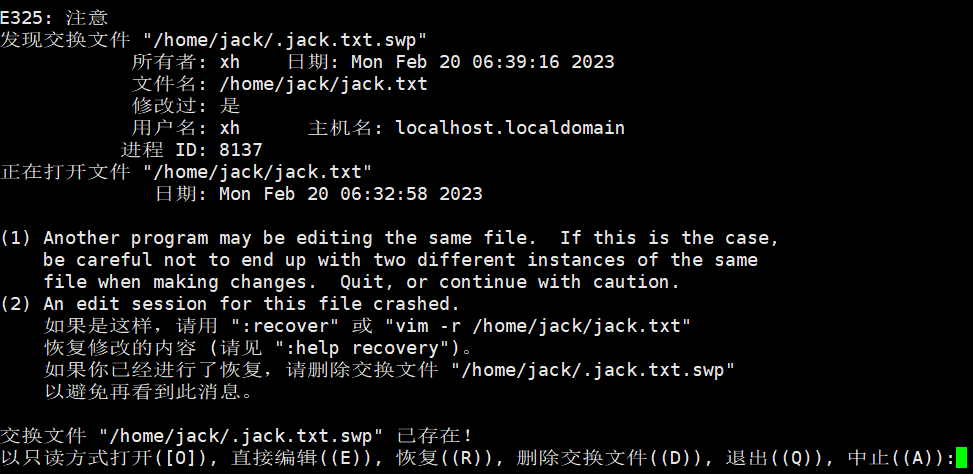 E325: 注意
发现交换文件 "/home/jack/.jack.txt.swp"
所有者: xh    日期: Mon Feb 20 06:39:16 2023
文件名: /home/jack/jack.txt
修改过: 是
用户名: xh      主机名: localhost.localdomain
进程 ID: 8137
正在打开文件 "/home/jack/jack.txt"
日期: Mon Feb 20 06:32:58 2023
(1) Another program may be editing the same file.  If this is the case,
be careful not to end up with two different instances of the same
file when making changes.  Quit, or continue with caution.
(2) An edit session for this file crashed.
如果是这样，请用 ":recover" 或 "vim -r /home/jack/jack.txt"
恢复修改的内容 (请见 ":help recovery")。
如果你已经进行了恢复，请删除交换文件 "/home/jack/.jack.txt.swp"
以避免再看到此消息。
交换文件 "/home/jack/.jack.txt.swp" 已存在！
以只读方式打开([O]), 直接编辑((E)), 恢复((R)), 删除交换文件((D)), 退出((Q)), 中止((A)):